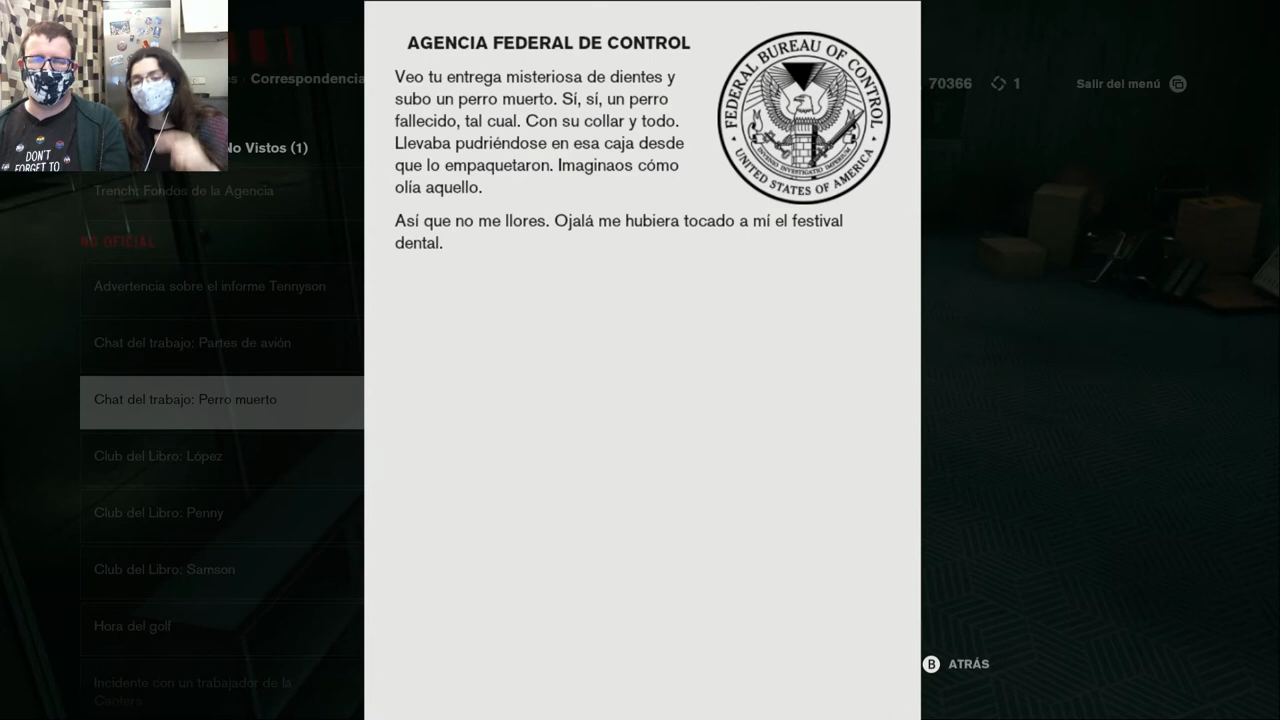 AGENCIA FEDERAL DE CONTROL
Veo tu entrega misteriosa de dientes y
subo un perro muerto. Sí, sí, un perro
fallecido, tal cual. Con su collar y todo.
Llevaba pudriéndose en esa caja desde
que lo empaquetaron. Imaginaos cómo
olía aquello.
Así que no me llores. Ojalá me hubiera tocado a mí el festival
dental.
FEDERAL BUREAU OF CONTROL
UNITED STATES OF AMERICA
Correspondencia
No Vistos (1)
Trench: Fondos de la Agencia
NO OFICIAL
Advertencia sobre el informe Tennyson
Chat del trabajo: Partes de avión
Chat del trabajo: Perro muerto
Club del Libro: López
Club del Libro: Penny
Club del Libro: Samson
Hora del golf
Incidente con un trabajador de la
Cantera
70366
1
Salir del menú
B ATRÁS
DON'T
FORGET TO